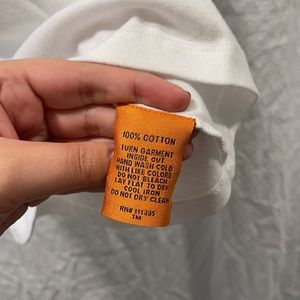 100% COTTON
TURN GARMENT
INSIDE OUT
HAND WASH COLD
WITH LIKE COLORS
DO NOT BLEACH
LAY FLAT TO DRY
COOL IRON
DO NOT DRY CLEAN
RN# 111395
TM